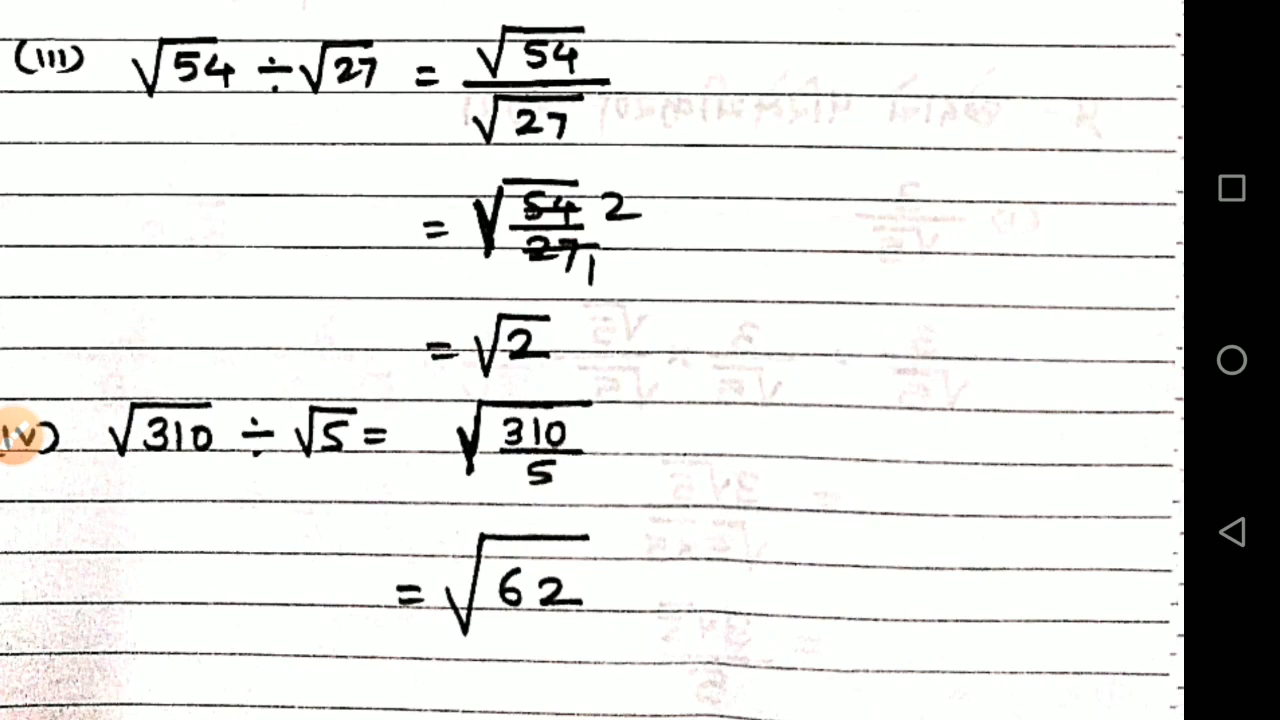 (iii) √54 ÷ √27 = √54 / √27
= √54/27 2 1
= √2
(iv) √310 ÷ √5 = √310/5
= √62